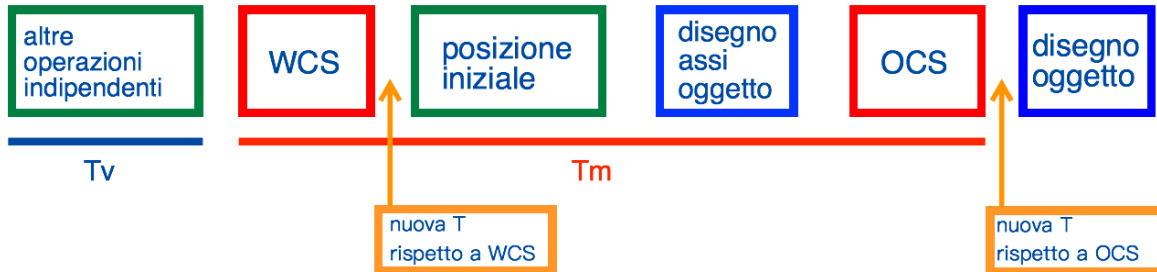 altre
operazioni
indipendenti
WCS
posizione
iniziale
disegno
assi
oggetto
OCS
disegno
oggetto
Tv
Tm
nuova T
rispetto a WCS
nuova T
rispetto a OCS